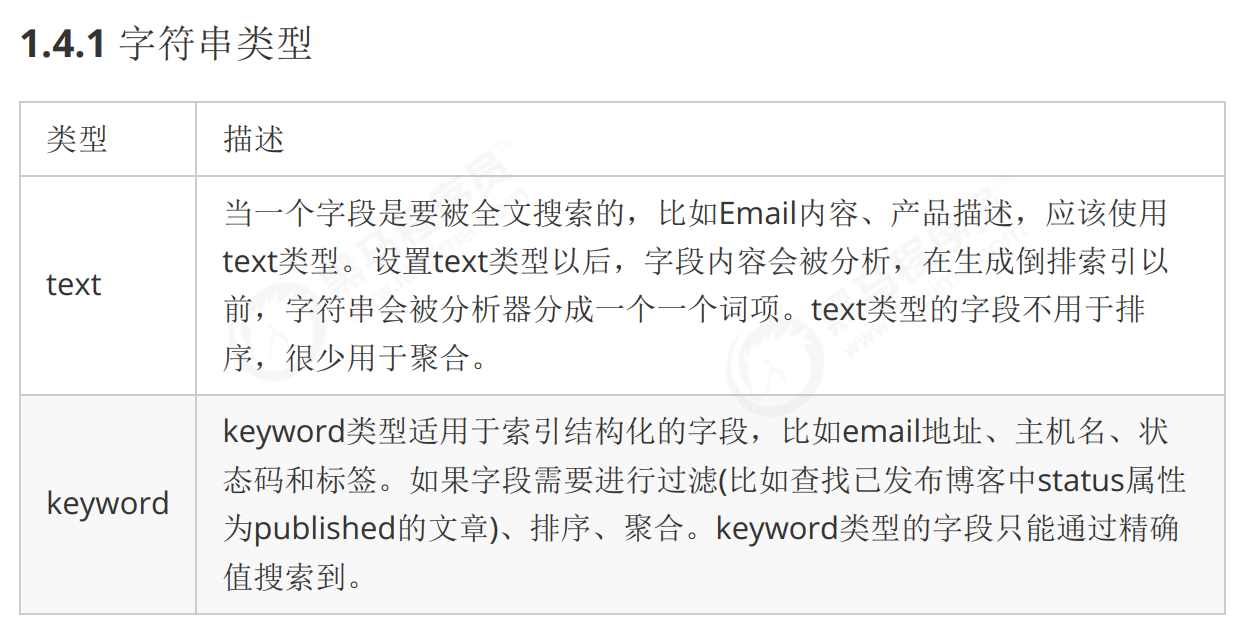 1.4.1 字符串类型
类型
描述
text
当一个字段是要被全文搜索的，比如Email内容、产品描述，应该使用
text类型。设置text类型以后，字段内容会被分析，在生成倒排索引以
前，字符串会被分析器分成一个一个词项。text类型的字段不用于排
序，很少用于聚合。
keyword
keyword类型适用于索引结构化的字段，比如email地址、主机名、状
态码和标签。如果字段需要进行过滤(比如查找已发布博客中status属性
为published的文章)、排序、聚合。keyword类型的字段只能通过精确
值搜索到。